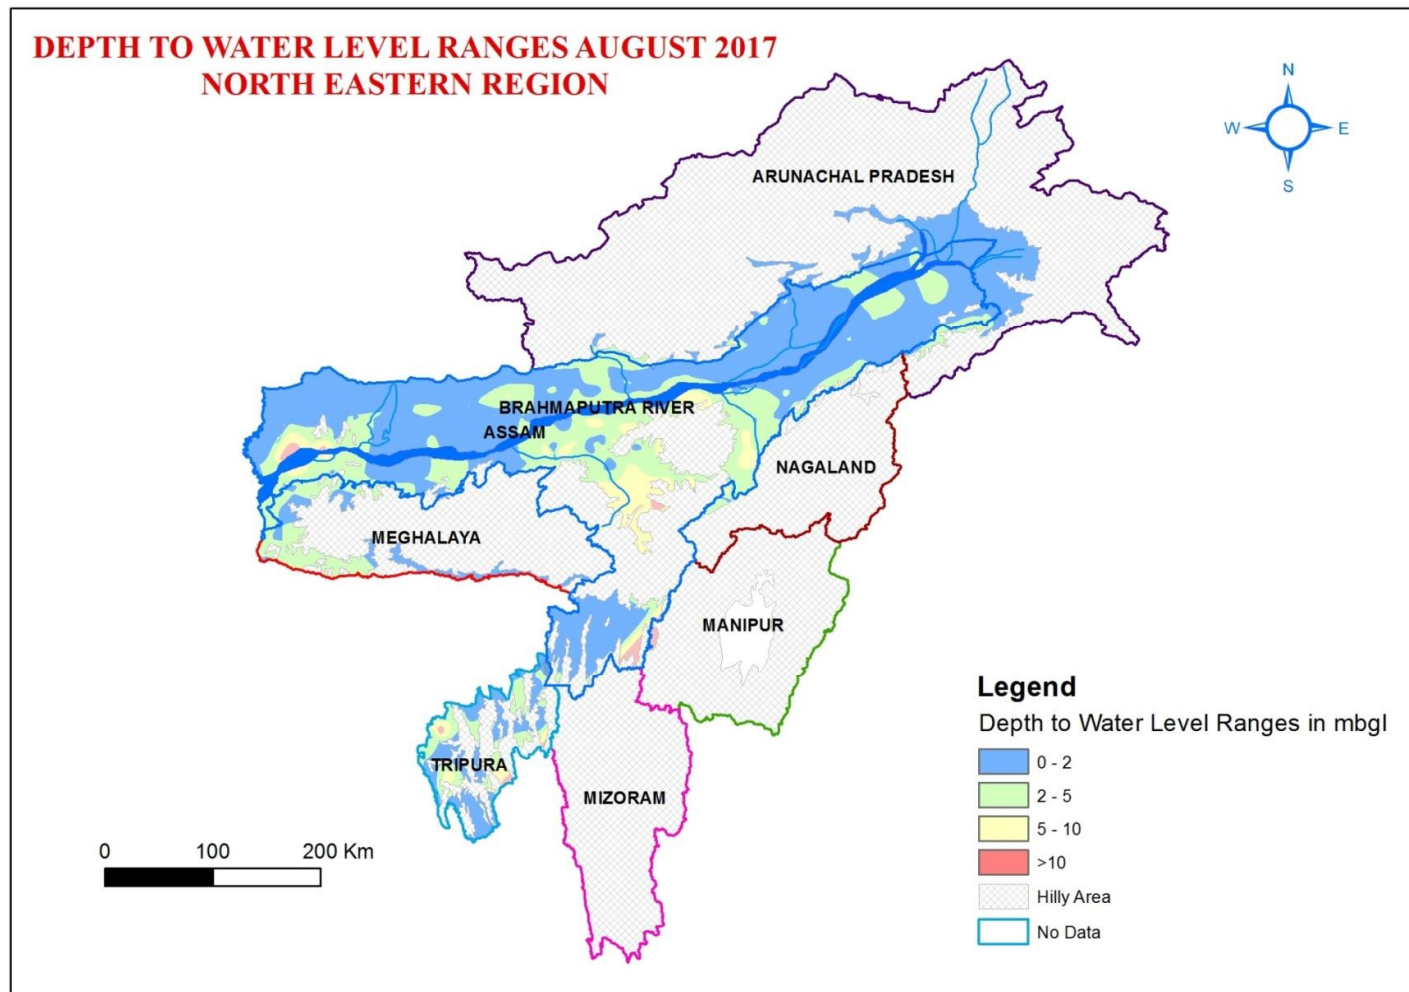 DEPTH TO WATER LEVEL RANGES AUGUST 2017
NORTH EASTERN REGION
N
W E
S
ARUNACHAL PRADESH
BRAHMAPUTRA RIVER
ASSAM
NAGALAND
MEGHALAYA
MANIPUR
TRIPURA
MIZORAM
Legend
Depth to Water Level Ranges in mbgl
0 - 2
2 - 5
5 - 10
>10
Hilly Area
No Data
0 100 200 Km